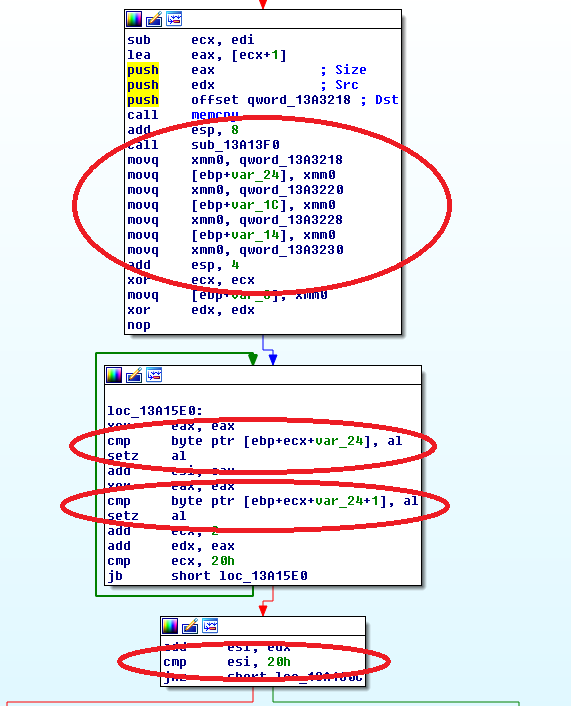 sub ecx, edi
lea eax, [ecx+1]
push eax ; Size
push edx ; Src
push offset qword_13A3218 ; Dst
call memcpy
add esp, 8
call sub_13A13F0
movq xmm0, qword_13A3218
movq [ebp+var_24], xmm0
movq xmm0, qword_13A3220
movq [ebp+var_1C], xmm0
movq xmm0, qword_13A3228
movq [ebp+var_14], xmm0
movq xmm0, qword_13A3230
add esp, 4
xor ecx, ecx
movq xmm0
xor edx, edx
nop
loc_13A15E0:
xor eax, eax
cmp byte ptr [ebp+ecx+var_24], al
setz al
add esi, eax
xor eax, eax
cmp byte ptr [ebp+ecx+var_24+1], al
setz al
add ecx, 2
add edx, eax
cmp ecx, 20h
jb short loc_13A15E0
add esi, edx
cmp esi, 20h
jnz short